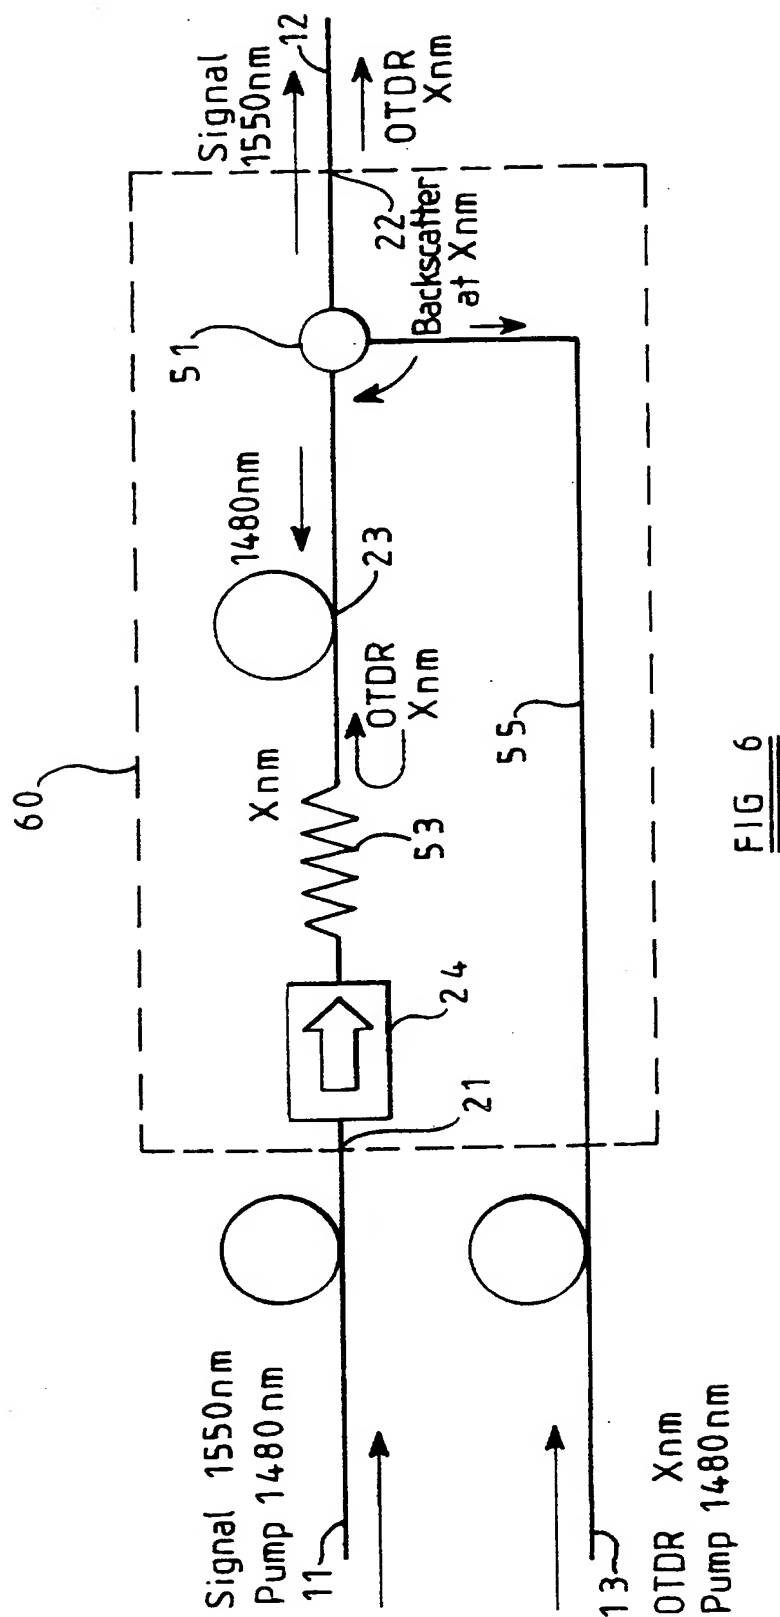 60
Signal 1550nm
Pump 1480nm
11
21
24
Xnm
53
OTDR
Xnm
23
1480nm
51
Backscatter
at Xnm
22
Signal
1550nm
12
OTDR
Xnm
55
13
OTDR Xnm
Pump 1480nm
FIG 6